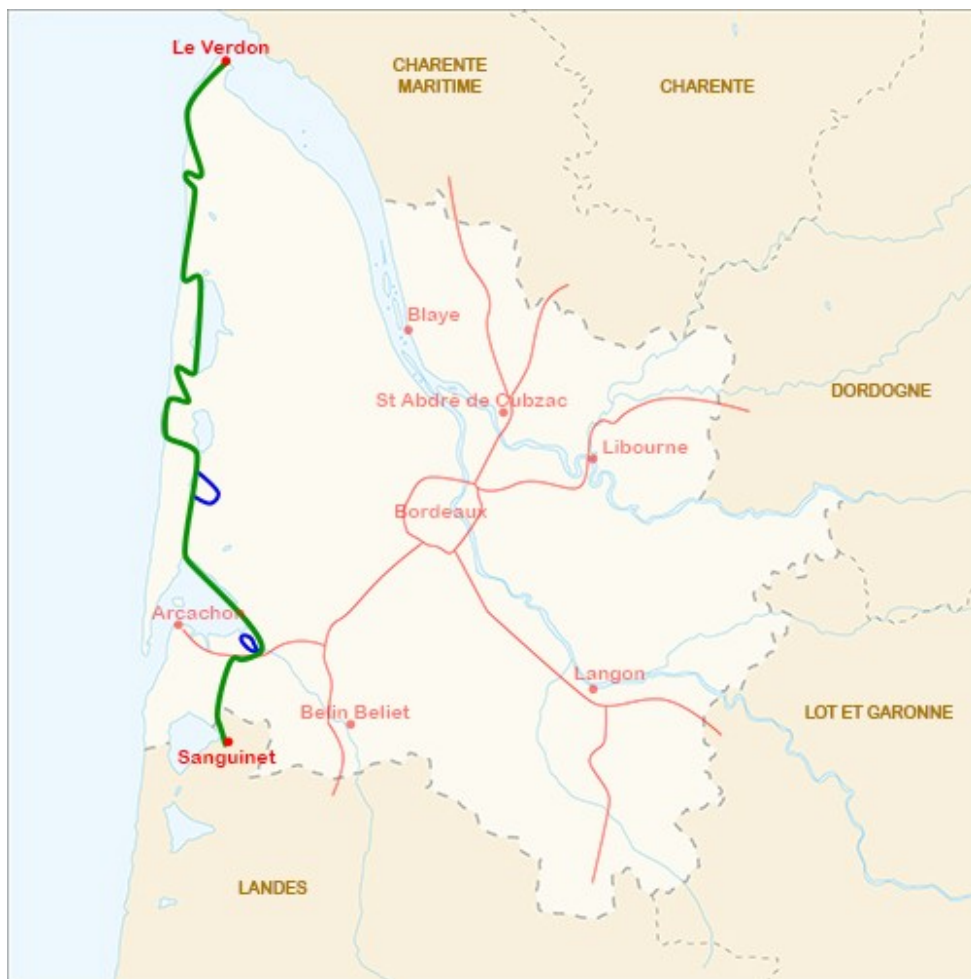 Le Verdon
CHARENTE
MARITIME
CHARENTE
Blaye
DORDOGNE
St Abdré de Cubzac
Libourne
Bordeaux
Arcachon
Langon
Belin Beliet
LOT ET GARONNE
Sanguinet
LANDES